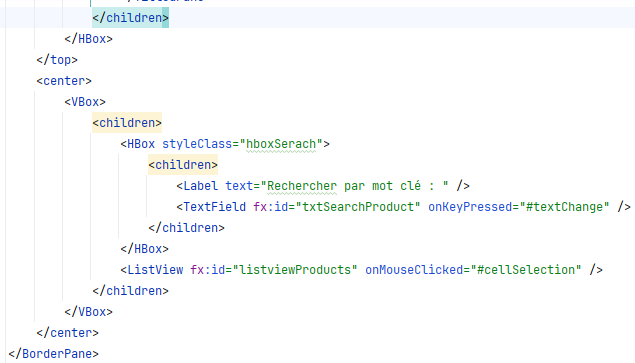 </children>
</HBox>
</top>
<center>
<VBox>
<children>
<HBox styleClass="hboxSerach">
<children>
<Label text="Rechercher par mot clé : " />
<TextField fx:id="txtSearchProduct" onKeyPressed="#textChange" />
</children>
</HBox>
<ListView fx:id="listviewProducts" onMouseClicked="#cellSelection" />
</children>
</VBox>
</center>
</BorderPane>